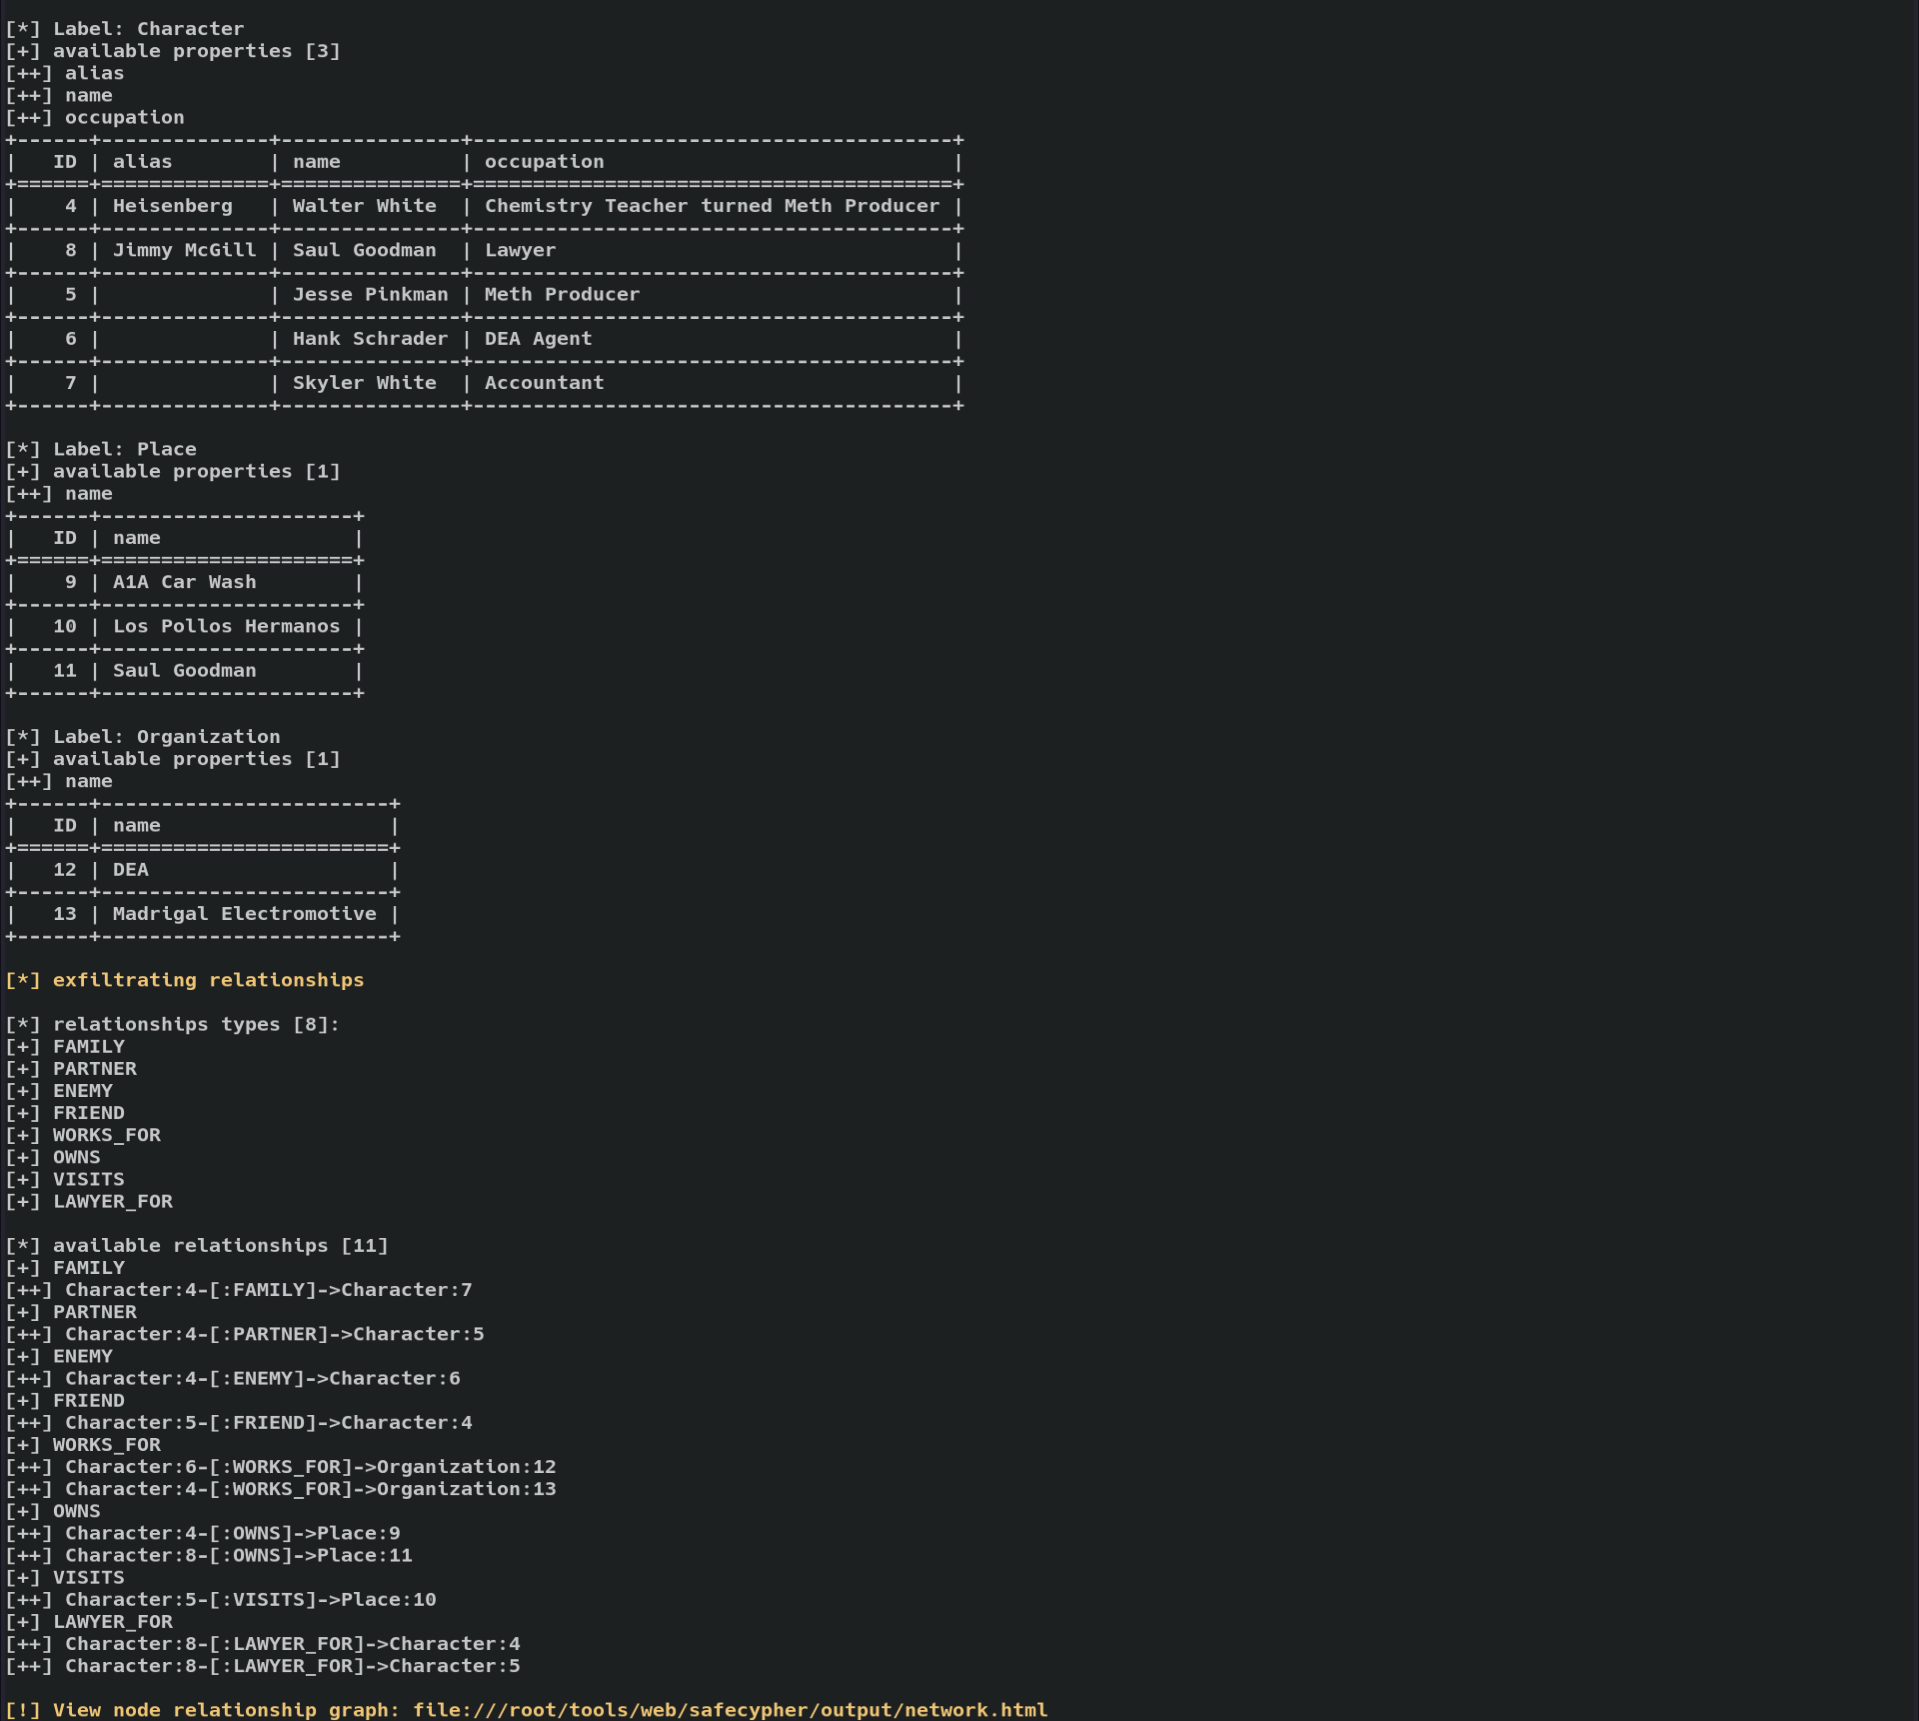 [*] Label: Character
[+] available properties [3]
[++] alias
[++] name
[++] occupation
+------+--------------+---------------+----------------------------------------+
|   ID | alias        | name          | occupation                             |
+======+==============+===============+========================================+
|    4 | Heisenberg   | Walter White  | Chemistry Teacher turned Meth Producer |
+------+--------------+---------------+----------------------------------------+
|    8 | Jimmy McGill | Saul Goodman  | Lawyer                                 |
+------+--------------+---------------+----------------------------------------+
|    5 |              | Jesse Pinkman | Meth Producer                          |
+------+--------------+---------------+----------------------------------------+
|    6 |              | Hank Schrader | DEA Agent                              |
+------+--------------+---------------+----------------------------------------+
|    7 |              | Skyler White  | Accountant                             |
+------+--------------+---------------+----------------------------------------+
[*] Label: Place
[+] available properties [1]
[++] name
+------+---------------------+
|   ID | name                |
+======+=====================+
|    9 | A1A Car Wash        |
+------+---------------------+
|   10 | Los Pollos Hermanos |
+------+---------------------+
|   11 | Saul Goodman        |
+------+---------------------+
[*] Label: Organization
[+] available properties [1]
[++] name
+------+------------------------+
|   ID | name                   |
+======+========================+
|   12 | DEA                    |
+------+------------------------+
|   13 | Madrigal Electromotive |
+------+------------------------+
[*] exfiltrating relationships
[*] relationships types [8]:
[+] FAMILY
[+] PARTNER
[+] ENEMY
[+] FRIEND
[+] WORKS_FOR
[+] OWNS
[+] VISITS
[+] LAWYER_FOR
[*] available relationships [11]
[+] FAMILY
[++] Character:4-[:FAMILY]->Character:7
[+] PARTNER
[++] Character:4-[:PARTNER]->Character:5
[+] ENEMY
[++] Character:4-[:ENEMY]->Character:6
[+] FRIEND
[++] Character:5-[:FRIEND]->Character:4
[+] WORKS_FOR
[++] Character:6-[:WORKS_FOR]->Organization:12
[++] Character:4-[:WORKS_FOR]->Organization:13
[+] OWNS
[++] Character:4-[:OWNS]->Place:9
[++] Character:8-[:OWNS]->Place:11
[+] VISITS
[++] Character:5-[:VISITS]->Place:10
[+] LAWYER_FOR
[++] Character:8-[:LAWYER_FOR]->Character:4
[++] Character:8-[:LAWYER_FOR]->Character:5
[!] View node relationship graph: file:///root/tools/web/safecypher/output/network.html